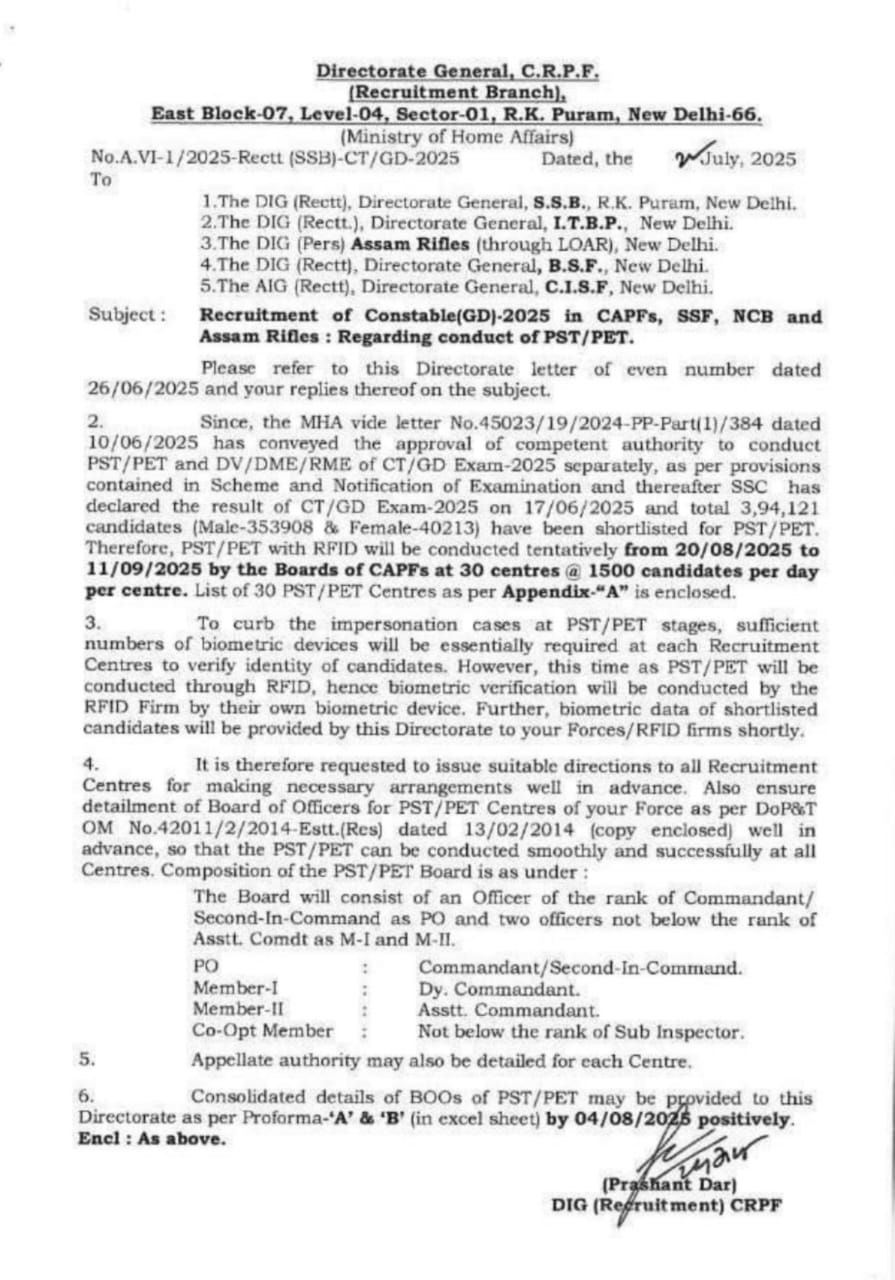 Directorate General, C.R.P.F.
(Recruitment Branch),
East Block-07, Level-04, Sector-01, R.K. Puram, New Delhi-66.
(Ministry of Home Affairs)
No.A.VI-1/2025-Rectt (SSB)-CT/GD-2025 Dated, the July, 2025
To
1.The DIG (Rectt), Directorate General, S.S.B., R.K. Puram, New Delhi.
2.The DIG (Rectt.), Directorate General, I.T.B.P., New Delhi.
3.The DIG (Pers) Assam Rifles (through LOAR), New Delhi.
4.The DIG (Rectt), Directorate General, B.S.F., New Delhi.
5.The AIG (Rectt), Directorate General, C.I.S.F, New Delhi.
Subject : Recruitment of Constable(GD)-2025 in CAPFs, SSF, NCB and
Assam Rifles : Regarding conduct of PST/PET.
Please refer to this Directorate letter of even number dated
26/06/2025 and your replies thereof on the subject.
2. Since, the MHA vide letter No.45023/19/2024-PP-Part(1)/384 dated
10/06/2025 has conveyed the approval of competent authority to conduct
PST/PET and DV/DME/RME of CT/GD Exam-2025 separately, as per provisions
contained in Scheme and Notification of Examination and thereafter SSC has
declared the result of CT/GD Exam-2025 on 17/06/2025 and total 3,94,121
candidates (Male-353908 & Female-40213) have been shortlisted for PST/PET.
Therefore, PST/PET with RFID will be conducted tentatively from 20/08/2025 to
11/09/2025 by the Boards of CAPFs at 30 centres @ 1500 candidates per day
per centre. List of 30 PST/PET Centres as per Appendix-“A” is enclosed.
3. To curb the impersonation cases at PST/PET stages, sufficient
numbers of biometric devices will be essentially required at each Recruitment
Centres to verify identity of candidates. However, this time as PST/PET will be
conducted through RFID, hence biometric verification will be conducted by the
RFID Firm by their own biometric device. Further, biometric data of shortlisted
candidates will be provided by this Directorate to your Forces/RFID firms shortly.
4. It is therefore requested to issue suitable directions to all Recruitment
Centres for making necessary arrangements well in advance. Also ensure
detailment of Board of Officers for PST/PET Centres of your Force as per DoP&T
OM No.42011/2/2014-Estt.(Res) dated 13/02/2014 (copy enclosed) well in
advance, so that the PST/PET can be conducted smoothly and successfully at all
Centres. Composition of the PST/PET Board is as under :
The Board will consist of an Officer of the rank of Commandant/
Second-In-Command as PO and two officers not below the rank of
Asstt. Comdt as M-I and M-II.
PO : Commandant/Second-In-Command.
Member-I : Dy. Commandant.
Member-II : Asstt. Commandant.
Co-Opt Member : Not below the rank of Sub Inspector.
5. Appellate authority may also be detailed for each Centre.
6. Consolidated details of BOOs of PST/PET may be provided to this
Directorate as per Proforma-‘A’ & ‘B’ (in excel sheet) by 04/08/2025 positively.
Encl : As above.
(Prashant Dar)
DIG (Recruitment) CRPF